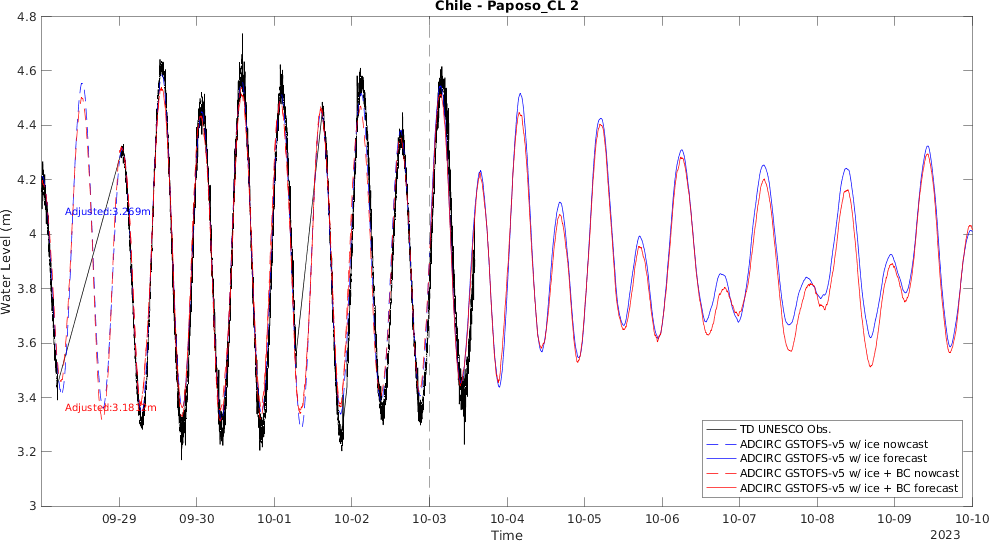 Chile - Paposo_CL 2
4.8
4.6
4.4
4.2
4
3.8
3.6
3.4
3.2
3
Water Level (m)
Adjusted:3.269m
Adjusted:3.1812m
TD UNESCO Obs.
ADCIRC GSTOFS-v5 w/ ice nowcast
ADCIRC GSTOFS-v5 w/ ice forecast
ADCIRC GSTOFS-v5 w/ ice + BC nowcast
ADCIRC GSTOFS-v5 w/ ice + BC forecast
09-29 09-30 10-01 10-02 10-03 10-04 10-05 10-06 10-07 10-08 10-09 10-10
Time
2023